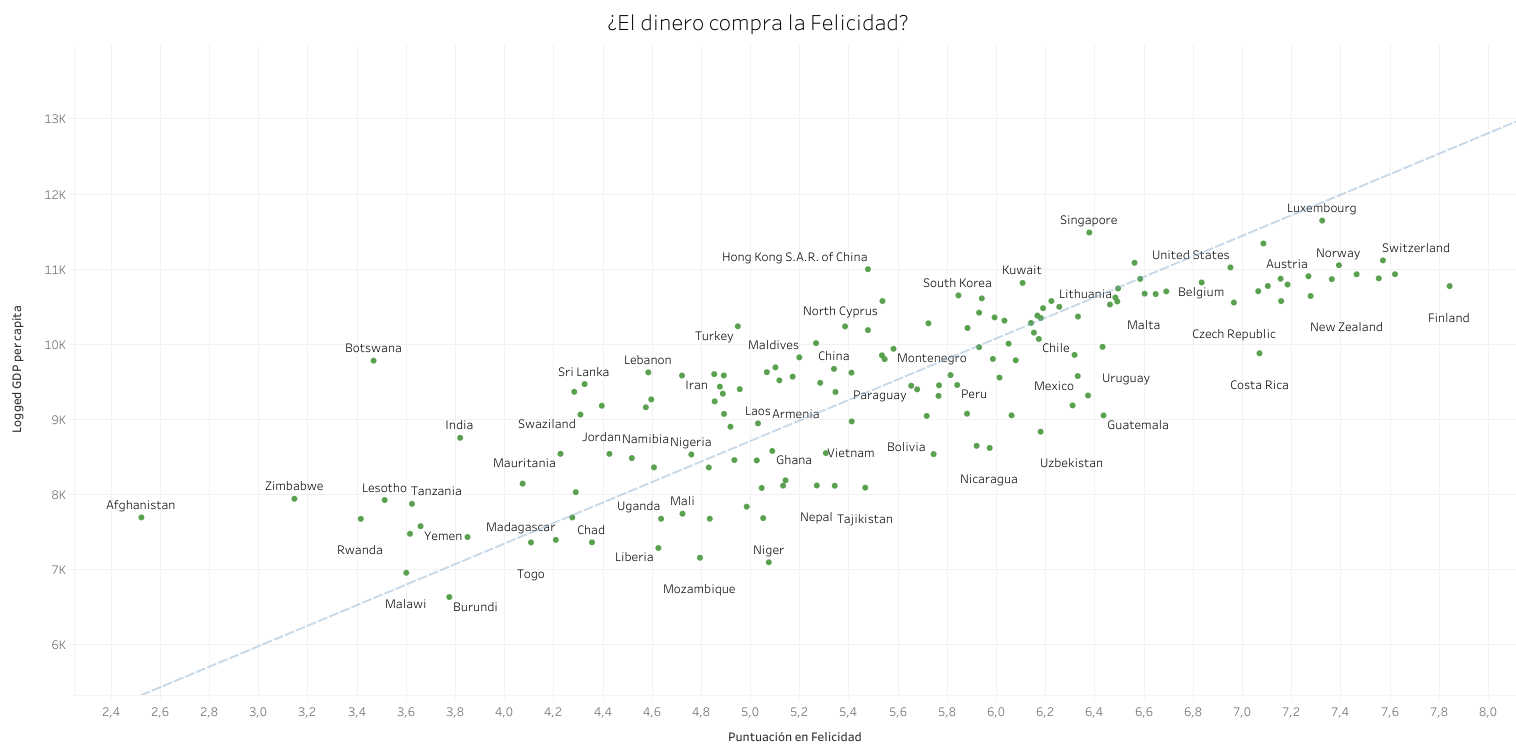 ¿El dinero compra la Felicidad?
13K
12K
Luxembourg
Singapore
Hong Kong S.A.R. of China
United States
Norway
Switzerland
11K
South Korea
Kuwait
Austria
Lithuania
Belgium
North Cyprus
Malta
Finland
Turkey
Czech Republic
New Zealand
10K
Botswana
Maldives
Chile
Lebanon
China
Montenegro
Sri Lanka
Iran
Paraguay
Peru
Mexico
Uruguay
Costa Rica
9K
Swaziland
Laos
Armenia
Guatemala
India
Jordan
Namibia
Nigeria
Bolivia
Mauritania
Ghana
Vietnam
Uzbekistan
Nicaragua
8K
Zimbabwe
Lesotho
Tanzania
Afghanistan
Uganda
Mali
Nepal
Tajikistan
Madagascar
Chad
Yemen
Rwanda
Liberia
Niger
7K
Togo
Mozambique
Malawi
Burundi
6K
Logged GDP per capita
2,4 2,6 2,8 3,0 3,2 3,4 3,6 3,8 4,0 4,2 4,4 4,6 4,8 5,0 5,2 5,4 5,6 5,8 6,0 6,2 6,4 6,6 6,8 7,0 7,2 7,4 7,6 7,8 8,0
Puntuación en Felicidad